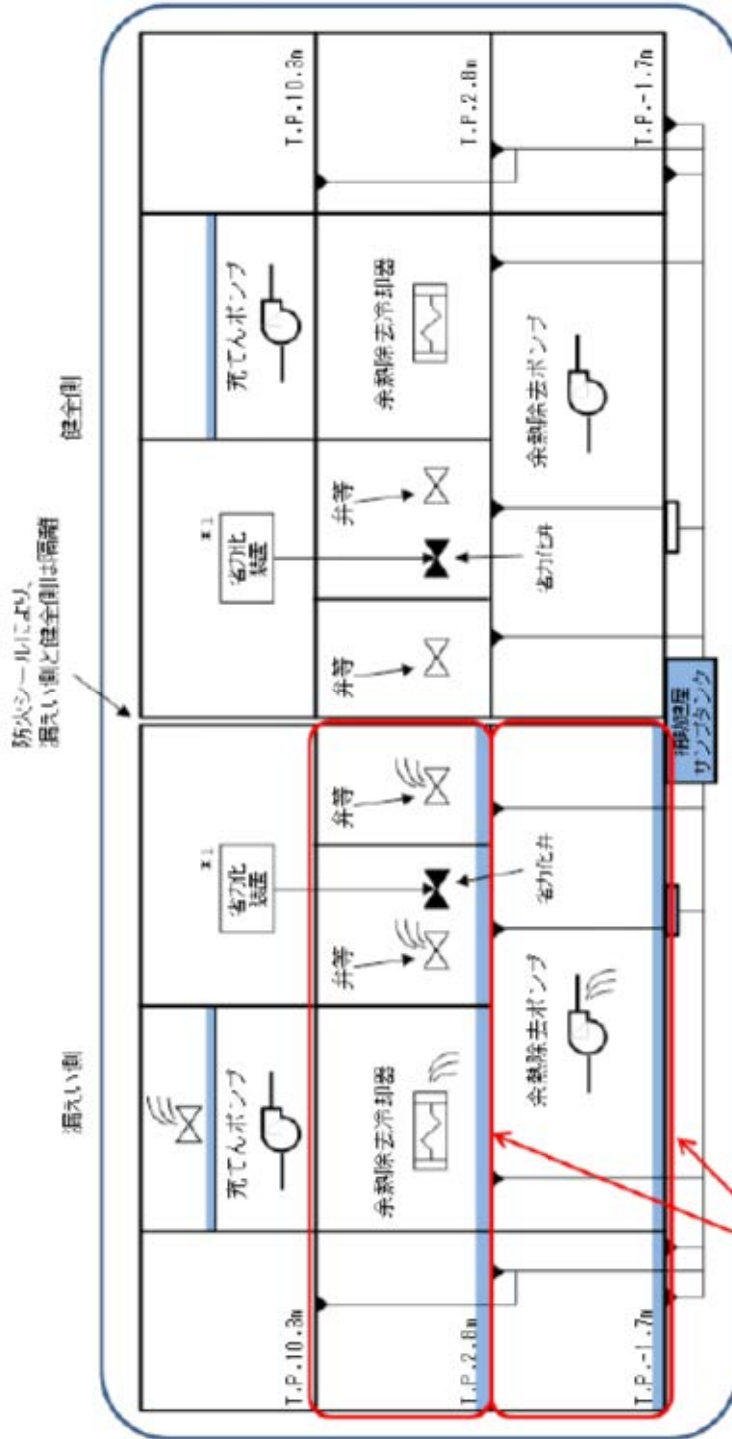 防火シールにより、
漏えい側と健全側は隔離
漏えい側
健全側
T.P.10.3m
充てんポンプ
※1
省力化
装置
※1
省力化
装置
充てんポンプ
T.P.10.3m
T.P.2.8m
余熱除去冷却器
弁等
弁等
弁等
弁等
余熱除去冷却器
T.P.2.8m
T.P.-1.7m
余熱除去ポンプ
省力化弁
省力化弁
余熱除去ポンプ
T.P.-1.7m
補助建屋
サンプタンク